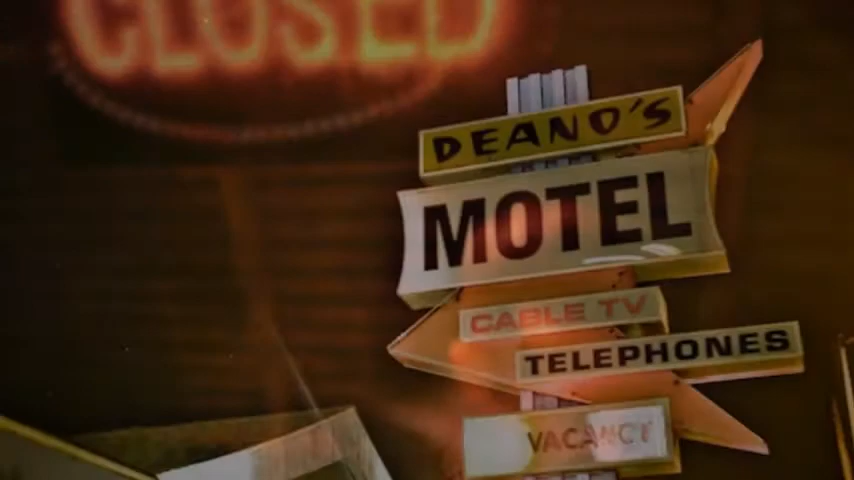 CLOSED
DEANO'S
MOTEL
CABLE TV
TELEPHONES
VACANCY